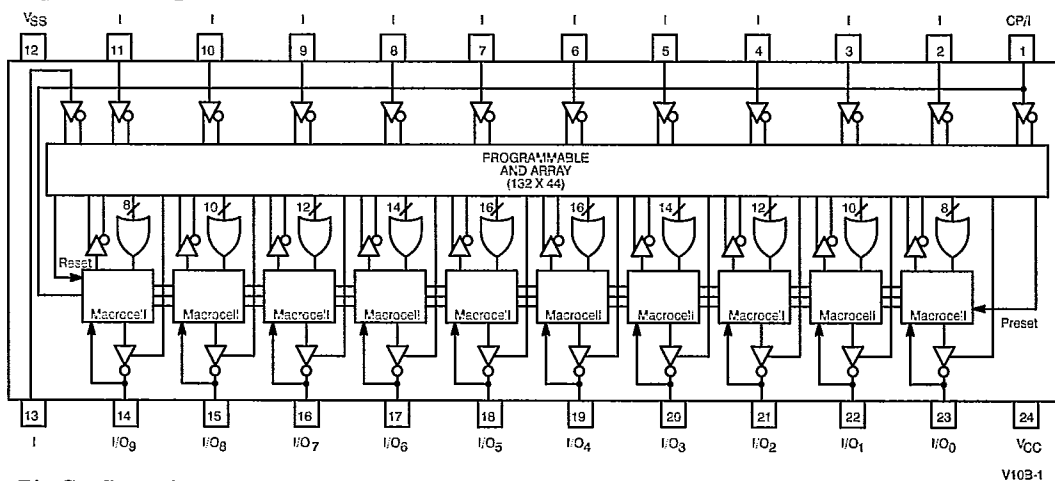 V_SS I I I I I I I I I I CP/I
12 11 10 9 8 7 6 5 4 3 2 1
PROGRAMMABLE
AND ARRAY
(132 X 44)
8 10 12 14 16 16 14 12 10 8
Reset
Macrocell Macrocell Macrocell Macrocell Macrocell Macrocell Macrocell Macrocell Macrocell Macrocell
Preset
13 14 15 16 17 18 19 20 21 22 23 24
I I/O9 I/O8 I/O7 I/O6 I/O5 I/O4 I/O3 I/O2 I/O1 I/O0 VCC
V10B-1